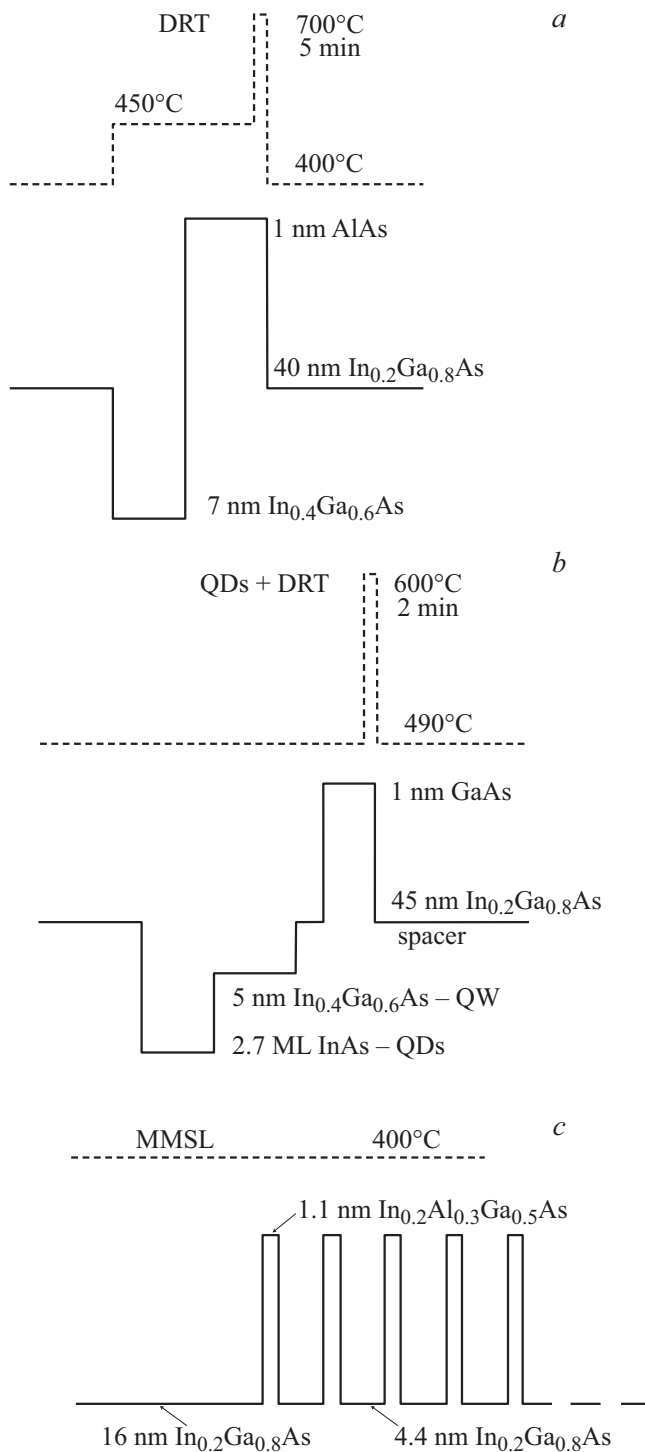 DRT
700°C
5 min
a
450°C
400°C
1 nm AlAs
40 nm In0.2Ga0.8As
7 nm In0.4Ga0.6As
b
QDs + DRT
600°C
2 min
490°C
1 nm GaAs
45 nm In0.2Ga0.8As
spacer
5 nm In0.4Ga0.6As – QW
2.7 ML InAs – QDs
MMSL
400°C
c
1.1 nm In0.2Al0.3Ga0.5As
16 nm In0.2Ga0.8As
4.4 nm In0.2Ga0.8As